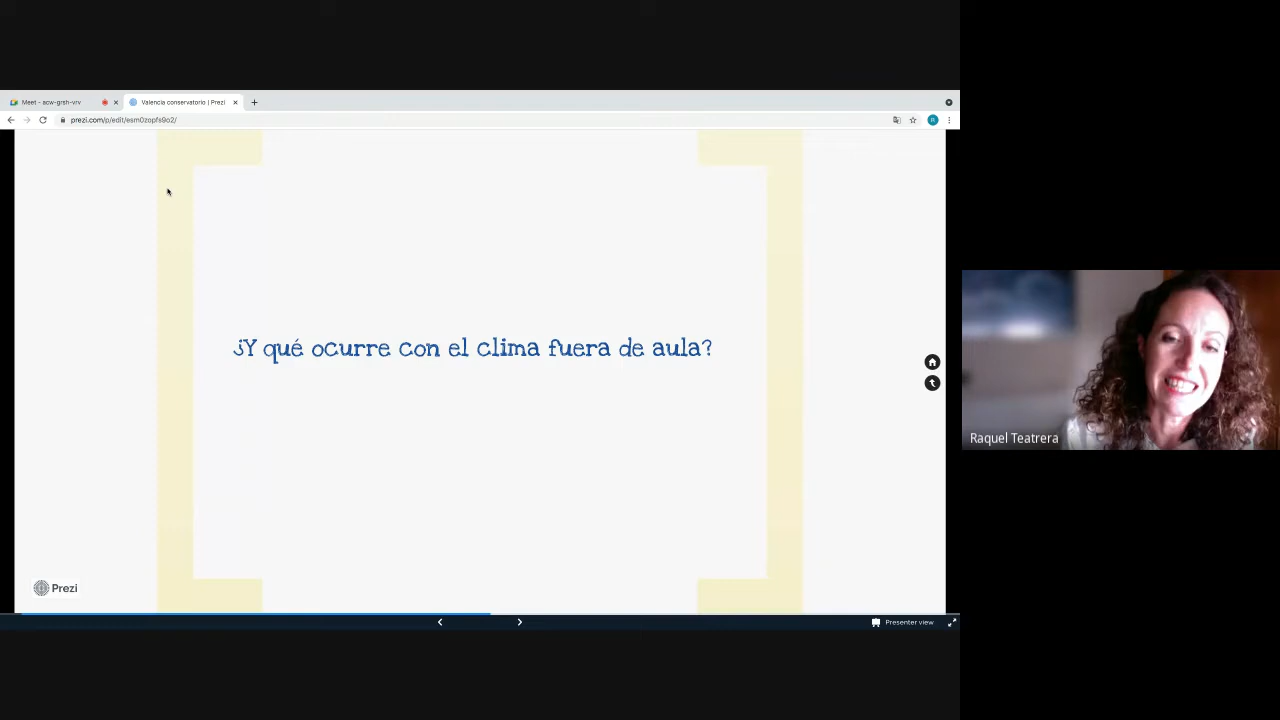 Meet - acw-grsh-vrv
Valencia conservatorio | Prezi
prezi.com/p/edit/esm0zopfs9o2/
R
¿Y qué ocurre con el clima fuera de aula?
Raquel Teatrera
Prezi
Presenter view